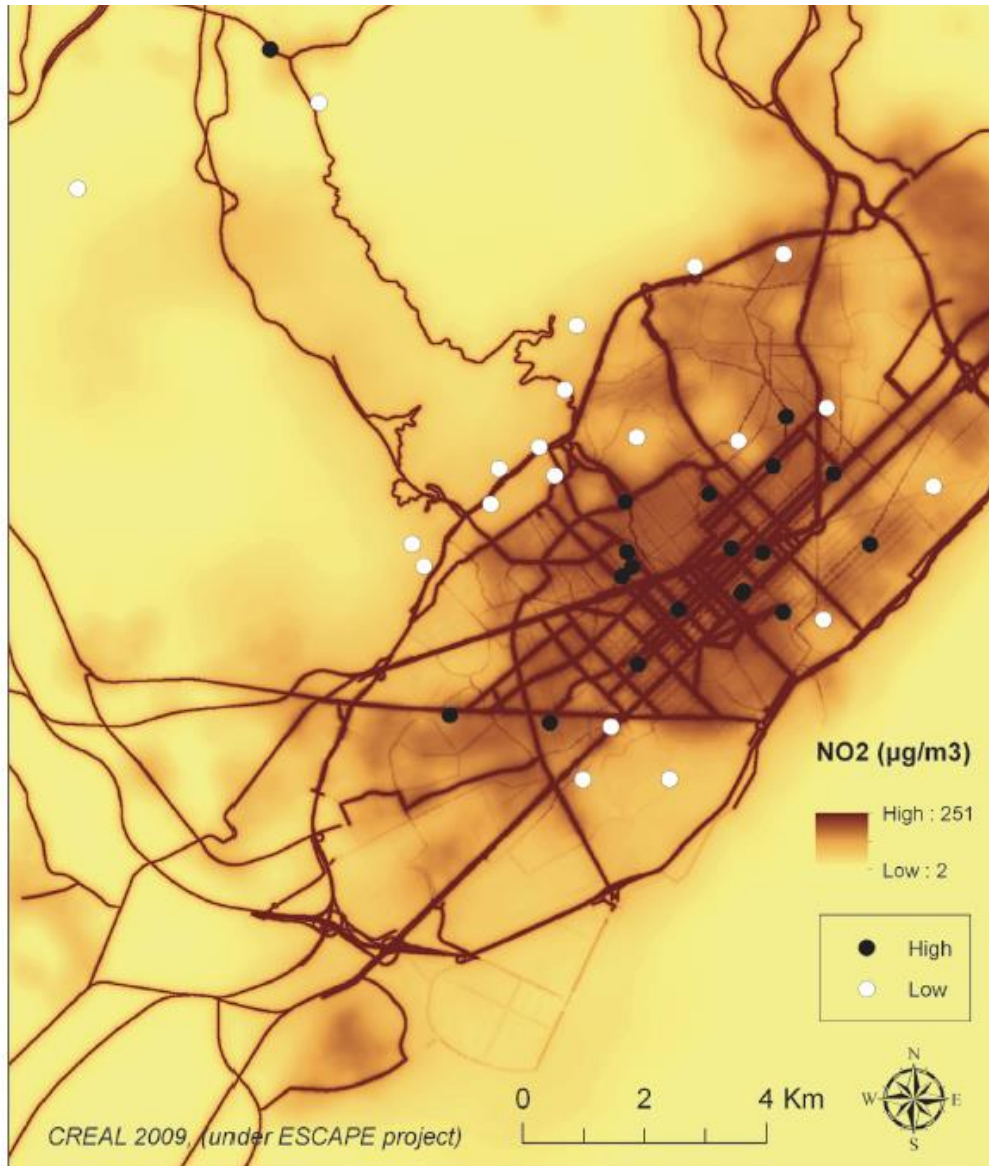 NO2 (µg/m3)
High : 251
Low : 2
High
Low
N
W E
S
0 2 4 Km
CREAL 2009, (under ESCAPE project)